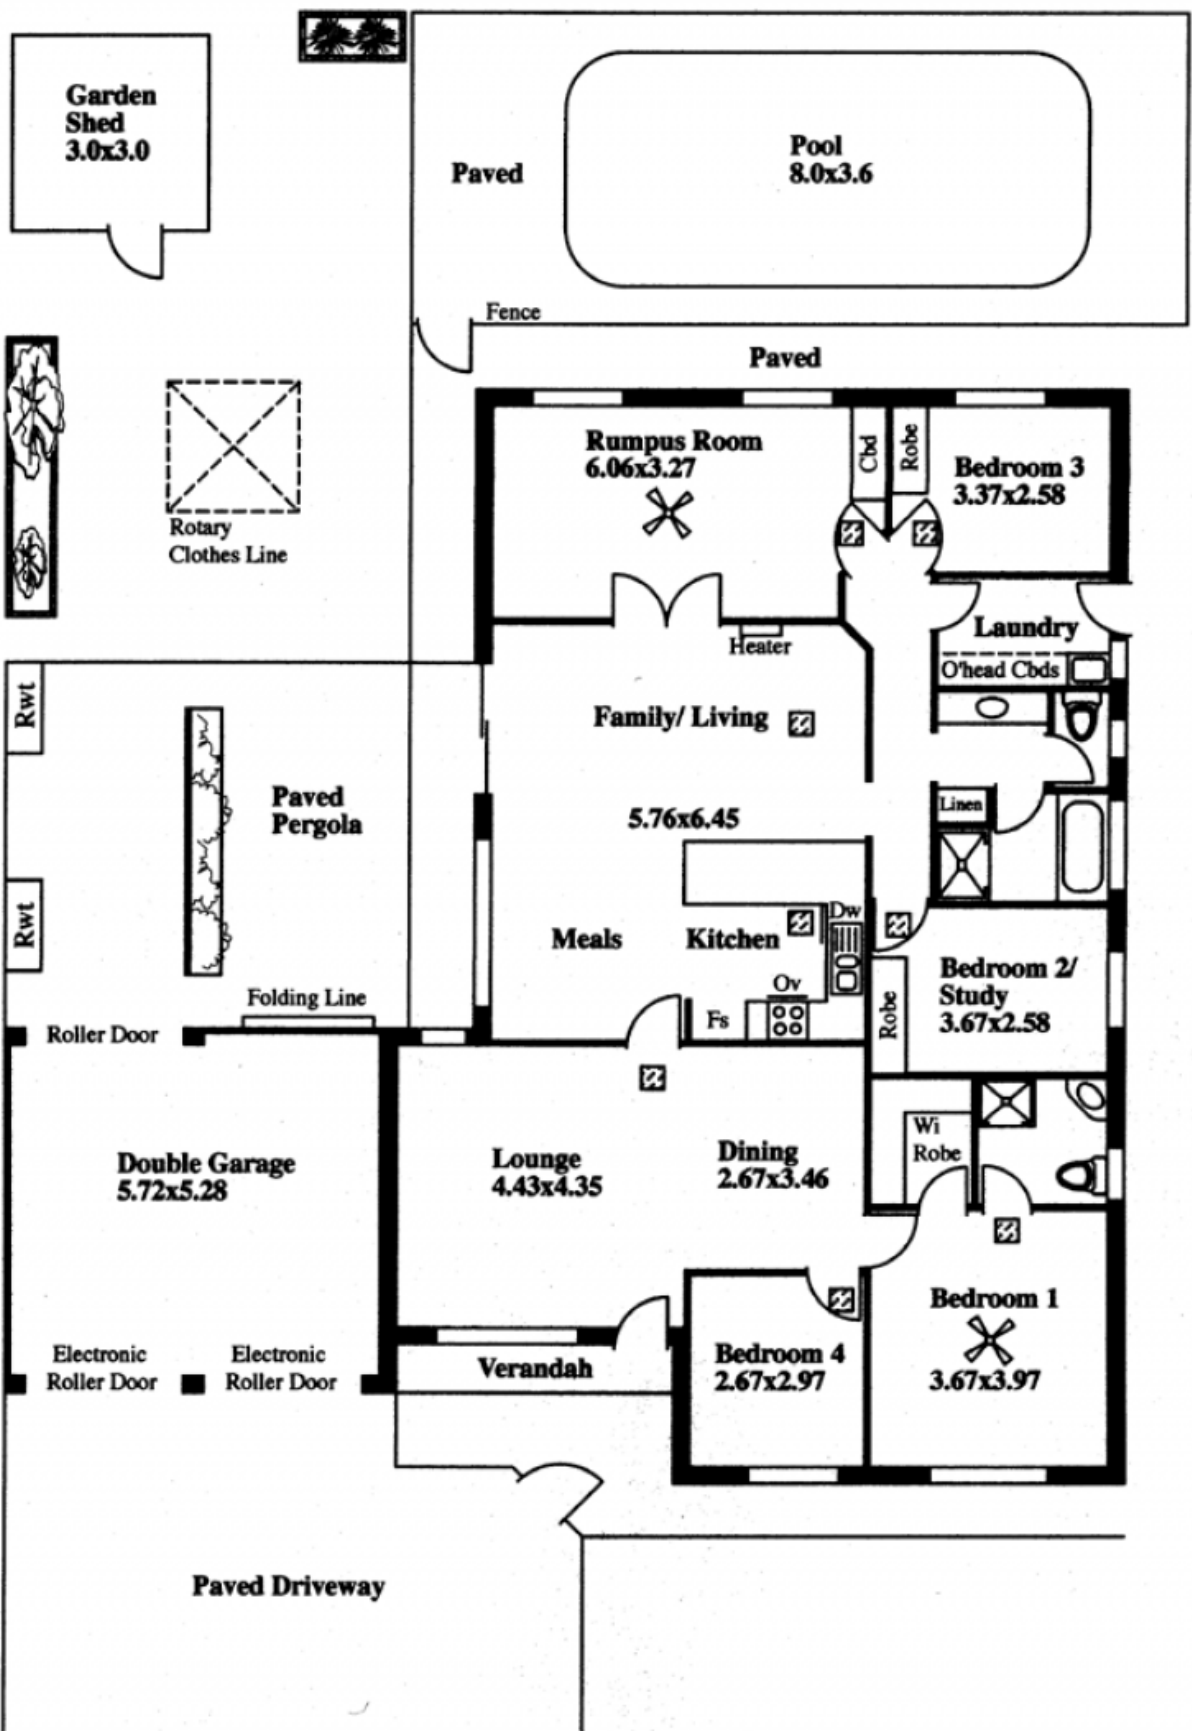 Garden
Shed
3.0x3.0
Pool
8.0x3.6
Paved
Fence
Paved
Rotary
Clothes Line
Rumpus Room
6.06x3.27
Cbd
Robe
Bedroom 3
3.37x2.58
Laundry
O'head Cbds
Heater
Family/ Living
5.76x6.45
Linen
Rwt
Paved
Pergola
Rwt
Folding Line
Roller Door
Meals
Kitchen
Dw
Ov
Fs
Robe
Bedroom 2/
Study
3.67x2.58
Wi
Robe
Double Garage
5.72x5.28
Lounge
4.43x4.35
Dining
2.67x3.46
Bedroom 1
3.67x3.97
Bedroom 4
2.67x2.97
Verandah
Electronic
Roller Door
Electronic
Roller Door
Paved Driveway